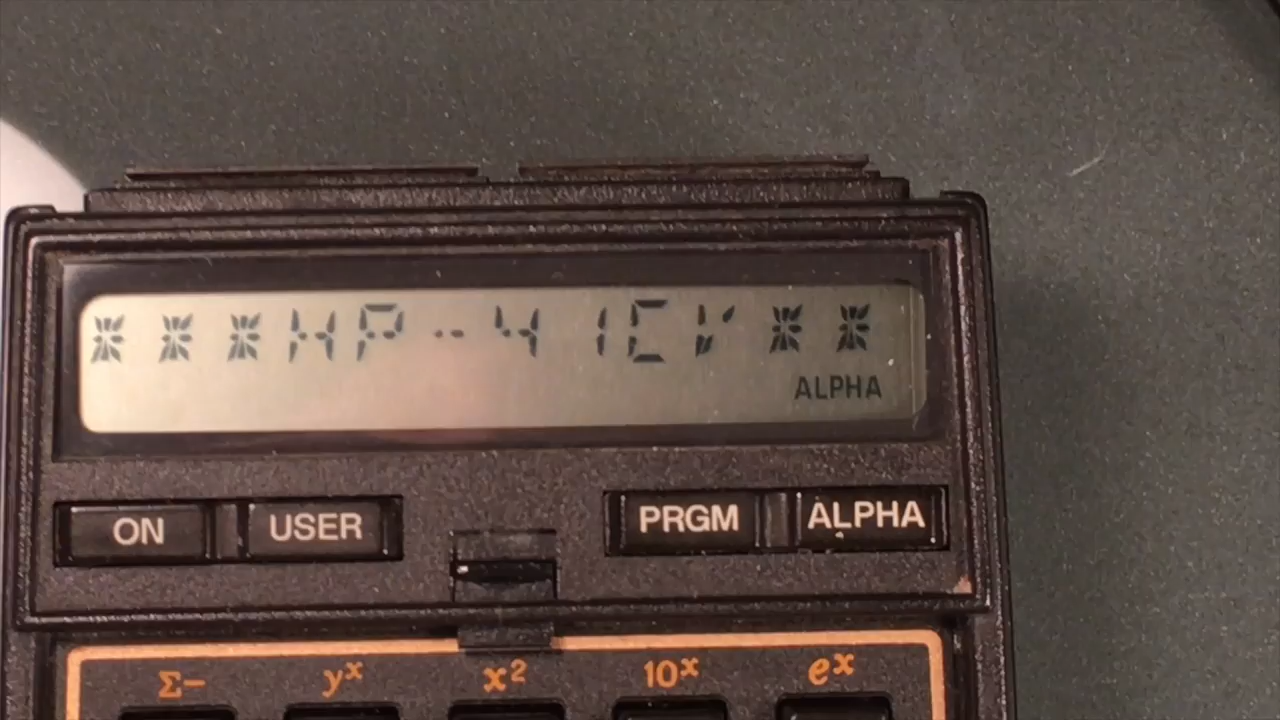 ***HP-41CV**
ALPHA
ON USER PRGM ALPHA
Σ− yˣ x² 10ˣ eˣ